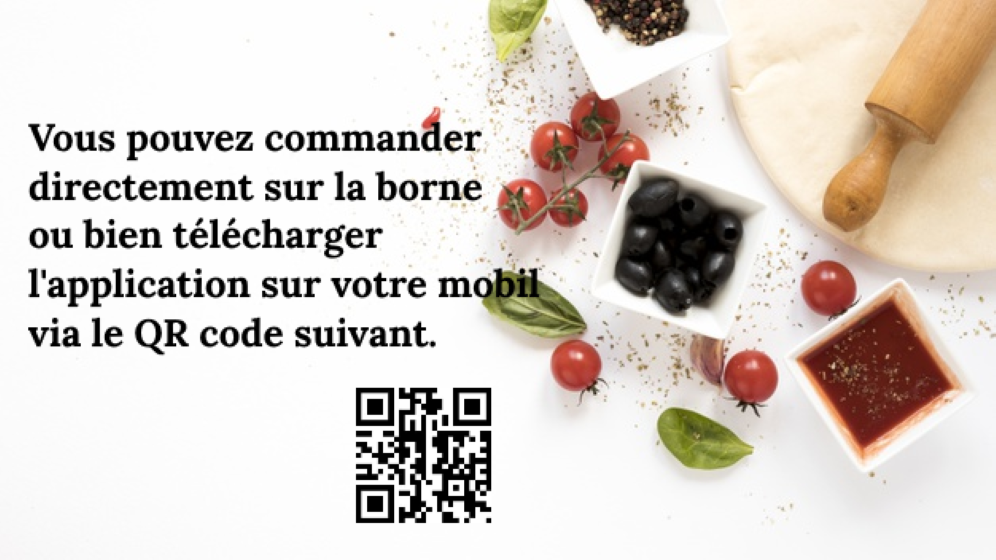 Vous pouvez commander
directement sur la borne
ou bien télécharger
l'application sur votre mobil
via le QR code suivant.